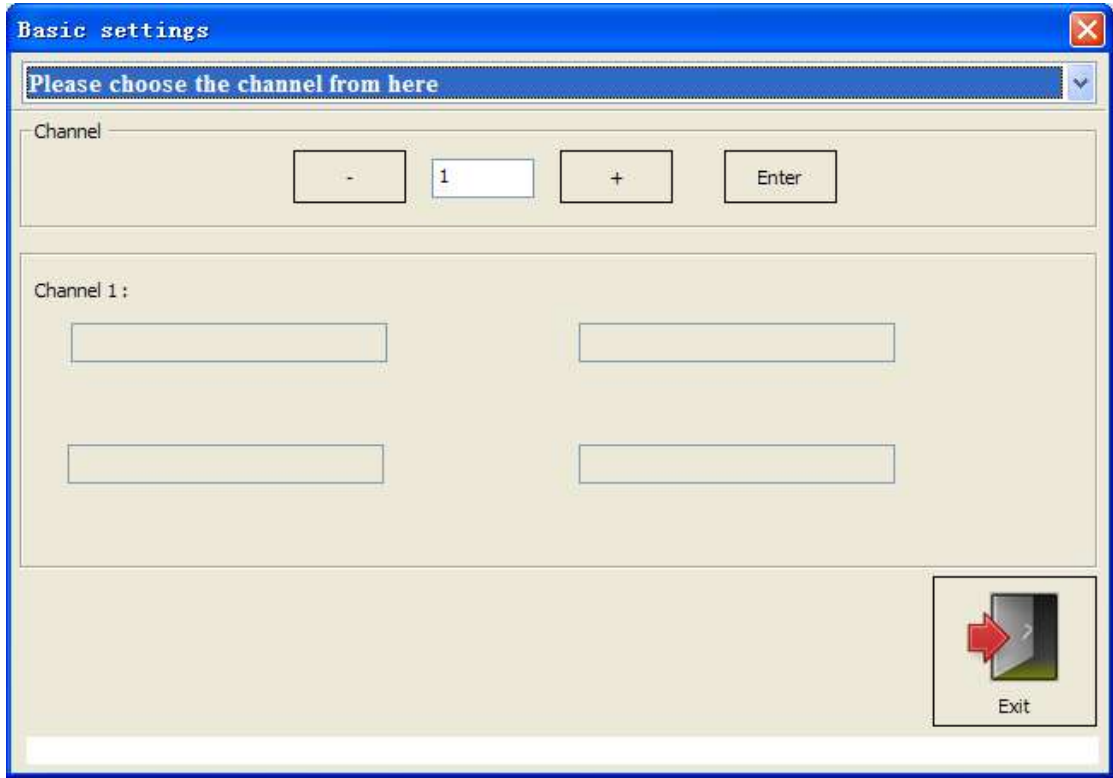 Basic settings
Please choose the channel from here
Channel
- 1 + Enter
Channel 1 :
Exit